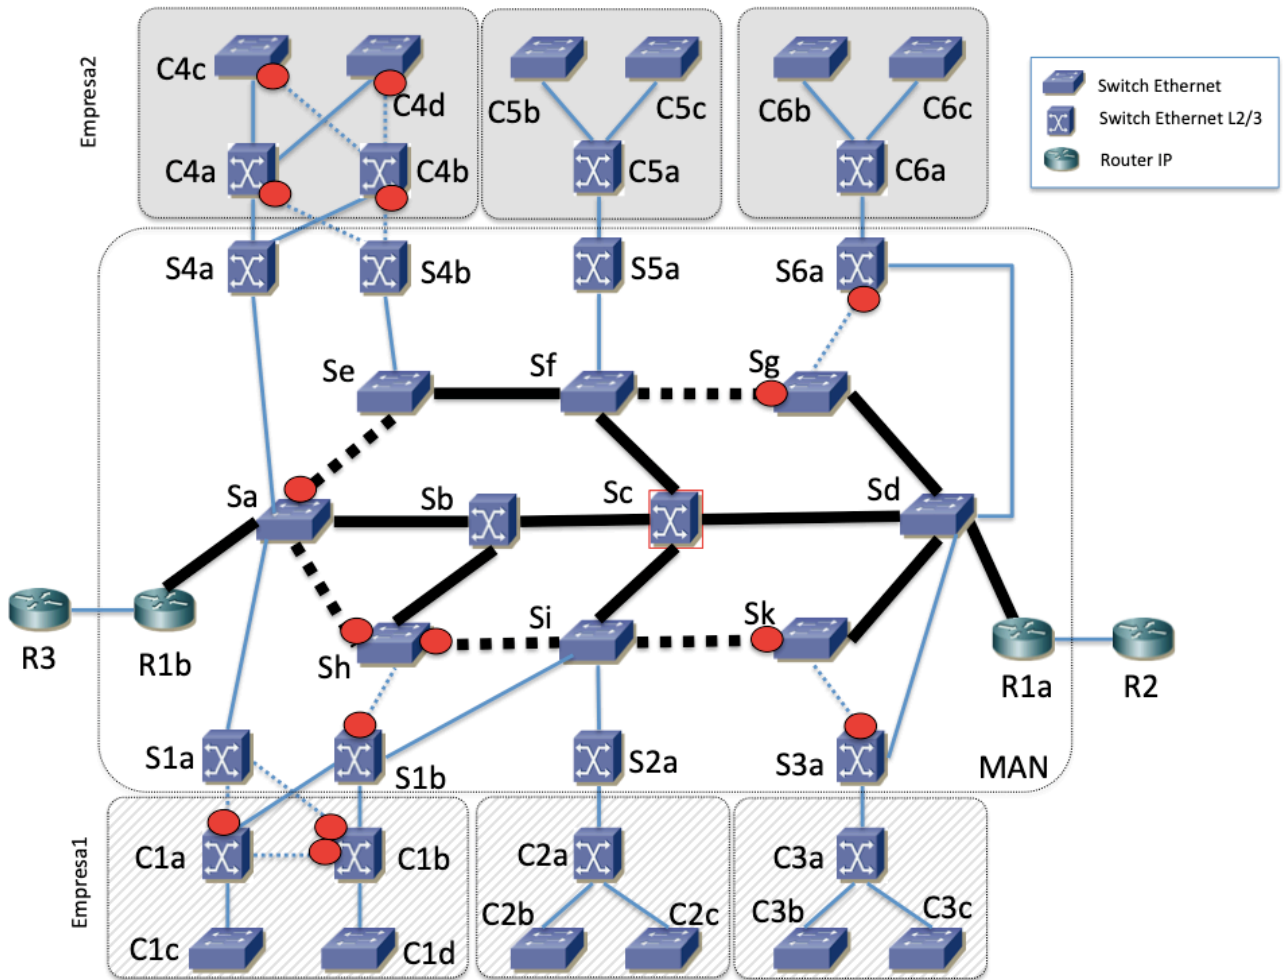 Empresa2
C4c
C4d
C4a
C4b
C5b
C5c
C5a
C6b
C6c
C6a
Switch Ethernet
Switch Ethernet L2/3
Router IP
S4a
S4b
S5a
S6a
Se
Sf
Sg
Sa
Sb
Sc
Sd
R3
R1b
Sh
Si
Sk
R1a
R2
S1a
S1b
S2a
S3a
MAN
Empresa1
C1a
C1b
C2a
C3a
C1c
C1d
C2b
C2c
C3b
C3c